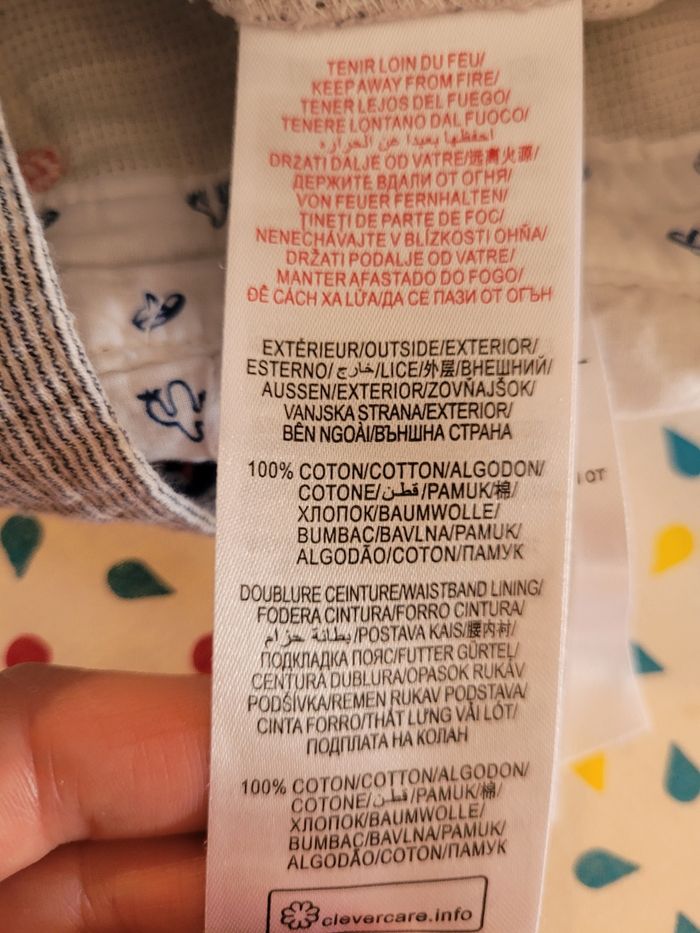 TENIR LOIN DU FEU/
KEEP AWAY FROM FIRE/
TENER LEJOS DEL FUEGO/
TENERE LONTANO DAL FUOCO/
احفظها بعيدا عن الحراره
DRZATI DALJE OD VATRE/远离火源/
ДЕРЖИТЕ ВДАЛИ ОТ ОГНЯ/
VON FEUER FERNHALTEN/
ȚINEȚI DE PARTE DE FOC/
NENECHÁVAJTE V BLÍZKOSTI OHŇA/
DRŽATI PODALJE OD VATRE/
MANTER AFASTADO DO FOGO/
ĐỂ CÁCH XA LỬA/ДА СЕ ПАЗИ ОТ ОГЪН
EXTÉRIEUR/OUTSIDE/EXTERIOR/
ESTERNO/خارج/LICE/外层/ВНЕШНИЙ/
AUSSEN/EXTERIOR/ZOVŇAJŠOK/
VANJSKA STRANA/EXTERIOR/
BÊN NGOÀI/ВЪНШНА СТРАНА
100% COTON/COTTON/ALGODON/
COTONE/قطن/PAMUK/棉/
ХЛОПОК/BAUMWOLLE/
BUMBAC/BAVLNA/PAMUK/
ALGODÃO/COTON/ПАМУК
DOUBLURE CEINTURE/WAISTBAND LINING/
FODERA CINTURA/FORRO CINTURA/
بطانة حزام/POSTAVA KAIS/腰内衬/
ПОДКЛАДКА ПОЯС/FUTTER GÜRTEL/
CENTURA DUBLURA/OPASOK RUKÁV
PODŠÍVKA/REMEN RUKAV PODSTAVA/
CINTA FORRO/THẮT LƯNG VẢI LÓT/
ПОДПЛАТА НА КОЛАН
100% COTON/COTTON/ALGODON/
COTONE/قطن/PAMUK/棉/
ХЛОПОК/BAUMWOLLE/
BUMBAC/BAVLNA/PAMUK/
ALGODÃO/COTON/ПАМУК
clevercare.info